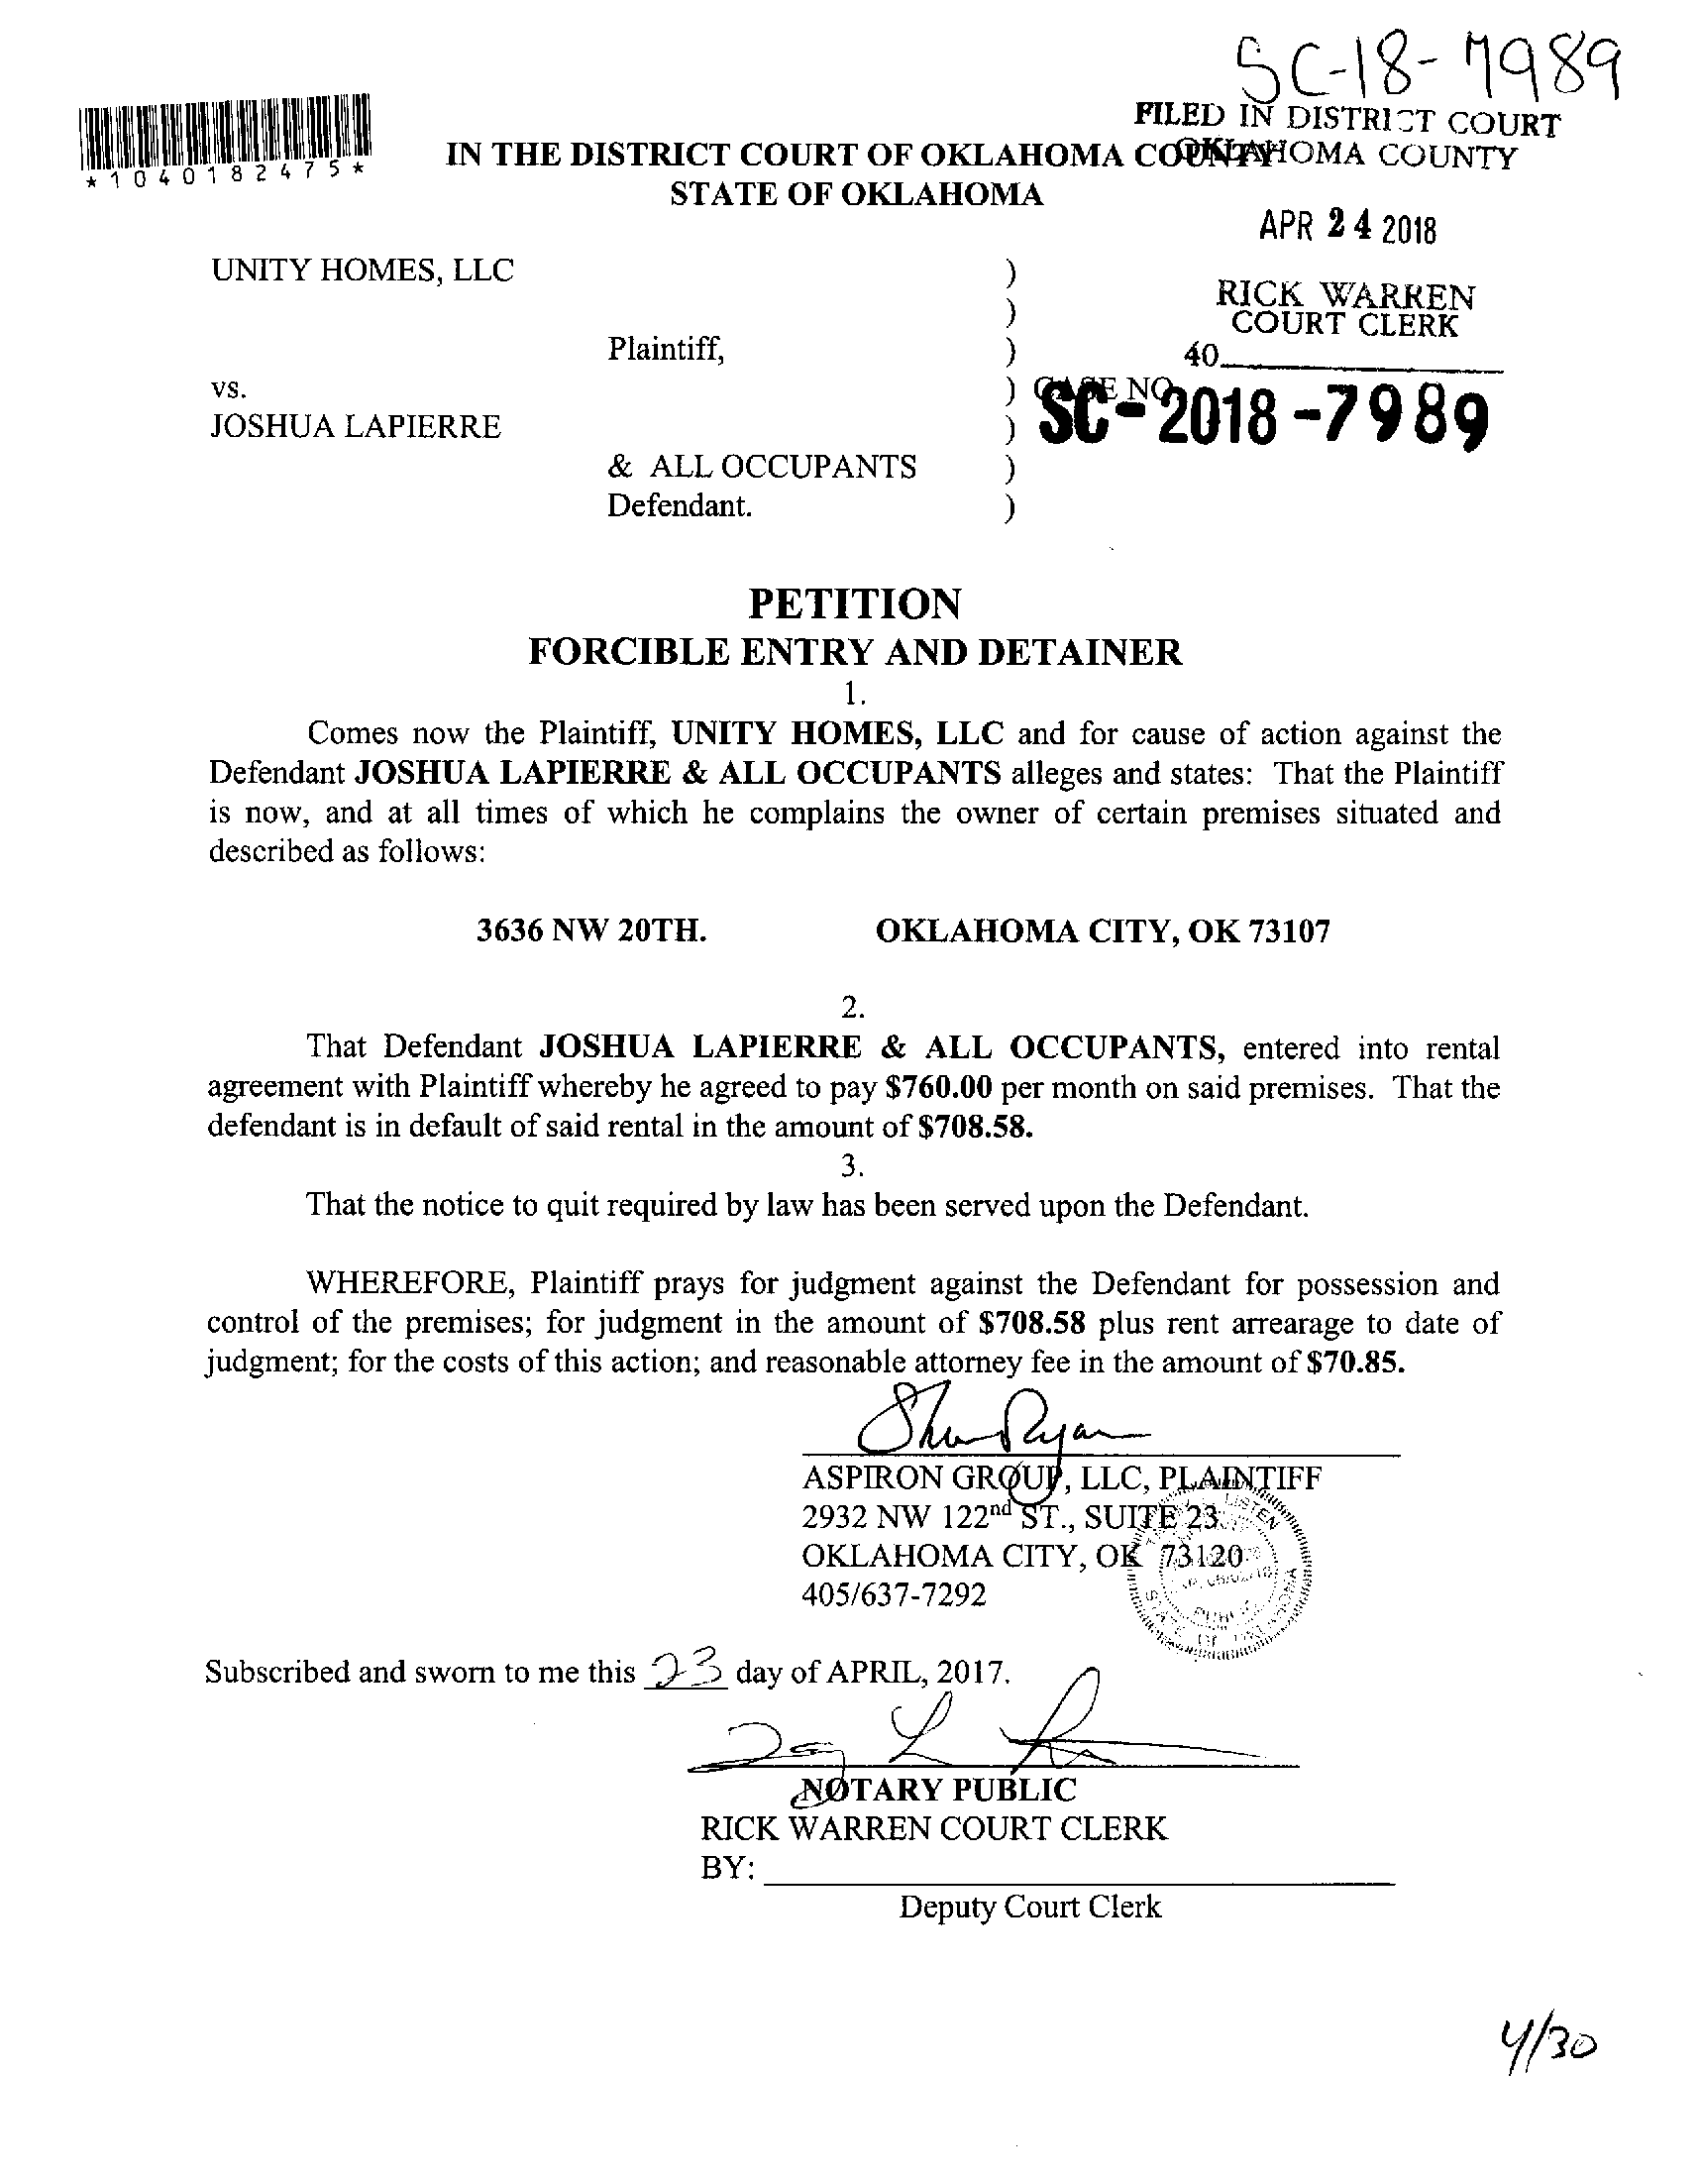 SC-18-7989
FILED IN DISTRICT COURT
OKLAHOMA COUNTY
*1040182475*
IN THE DISTRICT COURT OF OKLAHOMA COUNTY
STATE OF OKLAHOMA
APR 24 2018
UNITY HOMES, LLC )
)
RICK WARREN
COURT CLERK
Plaintiff, )
40
vs. ) CASE NO
SC-2018-7989
JOSHUA LAPIERRE )
& ALL OCCUPANTS )
Defendant. )
PETITION
FORCIBLE ENTRY AND DETAINER
1.
Comes now the Plaintiff, UNITY HOMES, LLC and for cause of action against the
Defendant JOSHUA LAPIERRE & ALL OCCUPANTS alleges and states: That the Plaintiff
is now, and at all times of which he complains the owner of certain premises situated and
described as follows:
3636 NW 20TH. OKLAHOMA CITY, OK 73107
2.
That Defendant JOSHUA LAPIERRE & ALL OCCUPANTS, entered into rental
agreement with Plaintiff whereby he agreed to pay $760.00 per month on said premises. That the
defendant is in default of said rental in the amount of $708.58.
3.
That the notice to quit required by law has been served upon the Defendant.
WHEREFORE, Plaintiff prays for judgment against the Defendant for possession and
control of the premises; for judgment in the amount of $708.58 plus rent arrearage to date of
judgment; for the costs of this action; and reasonable attorney fee in the amount of $70.85.
ASPIRON GROUP, LLC, PLAINTIFF
2932 NW 122nd ST., SUITE 23
OKLAHOMA CITY, OK 73120
405/637-7292
STATE OF
Subscribed and sworn to me this 23 day of APRIL, 2017.
NOTARY PUBLIC
RICK WARREN COURT CLERK
BY:
Deputy Court Clerk
4/30